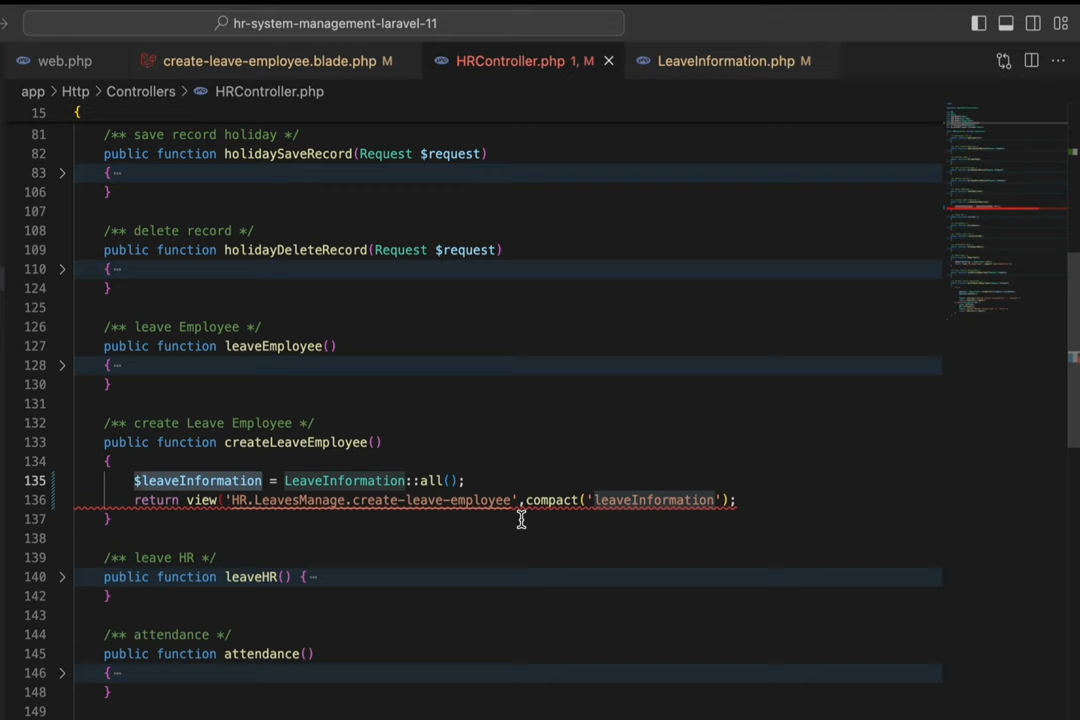 hr-system-management-laravel-11
web.php create-leave-employee.blade.php M HRController.php 1, M LeaveInformation.php M
app > Http > Controllers > HRController.php
15 {
81 /** save record holiday */
82 public function holidaySaveRecord(Request $request)
83 { ⋯
106 }
107
108 /** delete record */
109 public function holidayDeleteRecord(Request $request)
110 { ⋯
124 }
125
126 /** leave Employee */
127 public function leaveEmployee()
128 { ⋯
130 }
131
132 /** create Leave Employee */
133 public function createLeaveEmployee()
134 {
135 $leaveInformation = LeaveInformation::all();
136 return view('HR.LeavesManage.create-leave-employee',compact('leaveInformation');
137 }
138
139 /** leave HR */
140 public function leaveHR() { ⋯
142 }
143
144 /** attendance */
145 public function attendance()
146 { ⋯
148 }
149